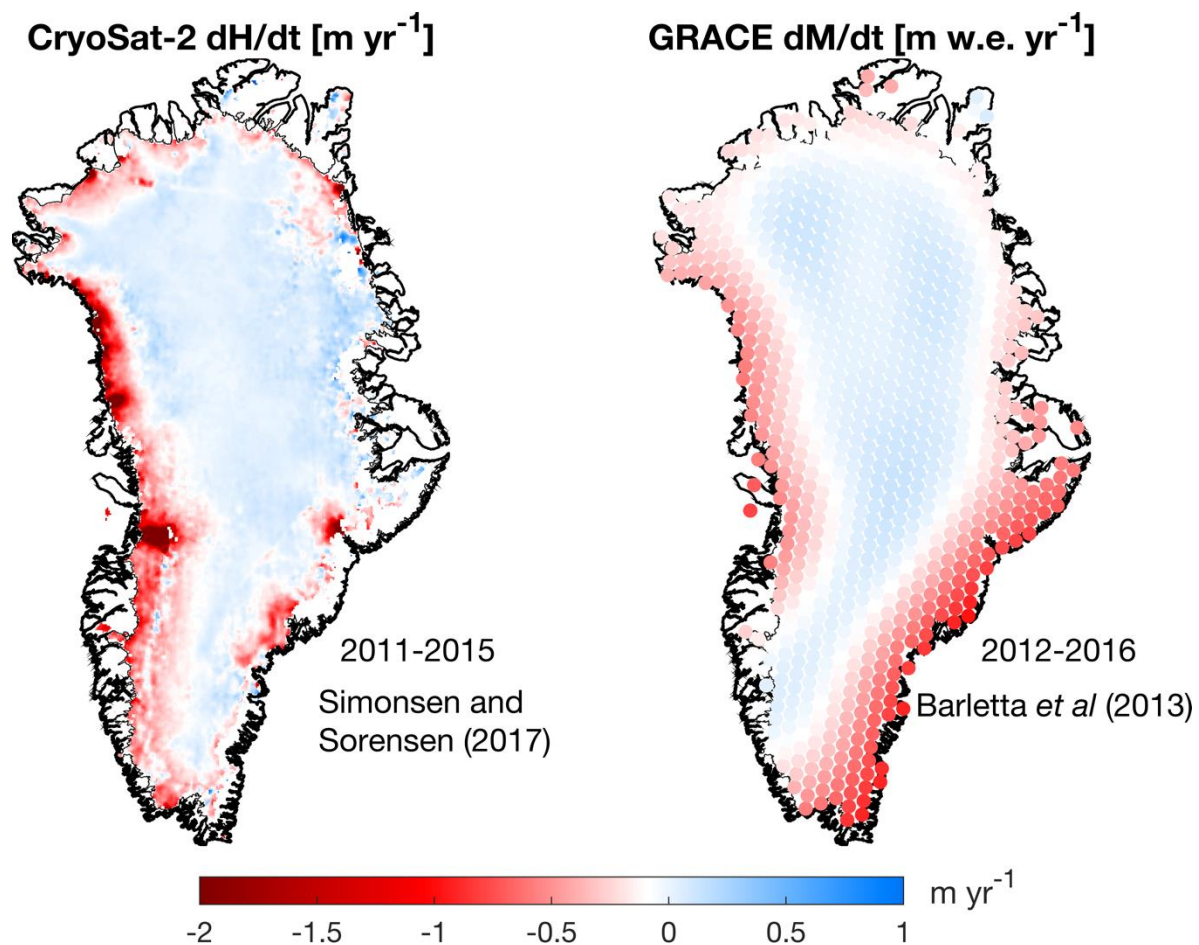 CryoSat-2 dH/dt [m yr⁻¹]
GRACE dM/dt [m w.e. yr⁻¹]
2011-2015
Simonsen and
Sorensen (2017)
2012-2016
Barletta et al (2013)
m yr⁻¹
-2 -1.5 -1 -0.5 0 0.5 1